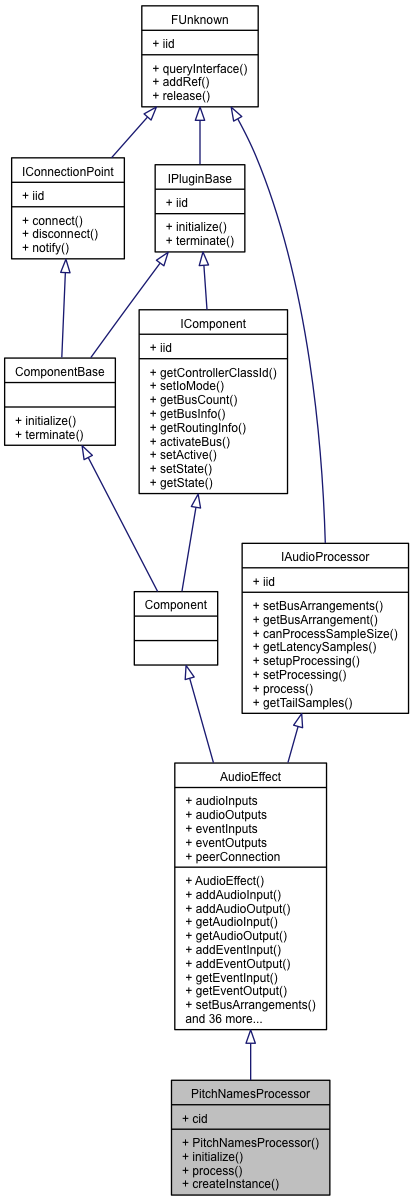 FUnknown
+ iid
+ queryInterface()
+ addRef()
+ release()
IConnectionPoint
+ iid
+ connect()
+ disconnect()
+ notify()
IPluginBase
+ iid
+ initialize()
+ terminate()
IComponent
+ iid
+ getControllerClassId()
+ setIoMode()
+ getBusCount()
+ getBusInfo()
+ getRoutingInfo()
+ activateBus()
+ setActive()
+ setState()
+ getState()
ComponentBase
+ initialize()
+ terminate()
IAudioProcessor
+ iid
+ setBusArrangements()
+ getBusArrangement()
+ canProcessSampleSize()
+ getLatencySamples()
+ setupProcessing()
+ setProcessing()
+ process()
+ getTailSamples()
Component
AudioEffect
+ audioInputs
+ audioOutputs
+ eventInputs
+ eventOutputs
+ peerConnection
+ AudioEffect()
+ addAudioInput()
+ addAudioOutput()
+ getAudioInput()
+ getAudioOutput()
+ addEventInput()
+ addEventOutput()
+ getEventInput()
+ getEventOutput()
+ setBusArrangements()
and 36 more...
PitchNamesProcessor
+ cid
+ PitchNamesProcessor()
+ initialize()
+ process()
+ createInstance()